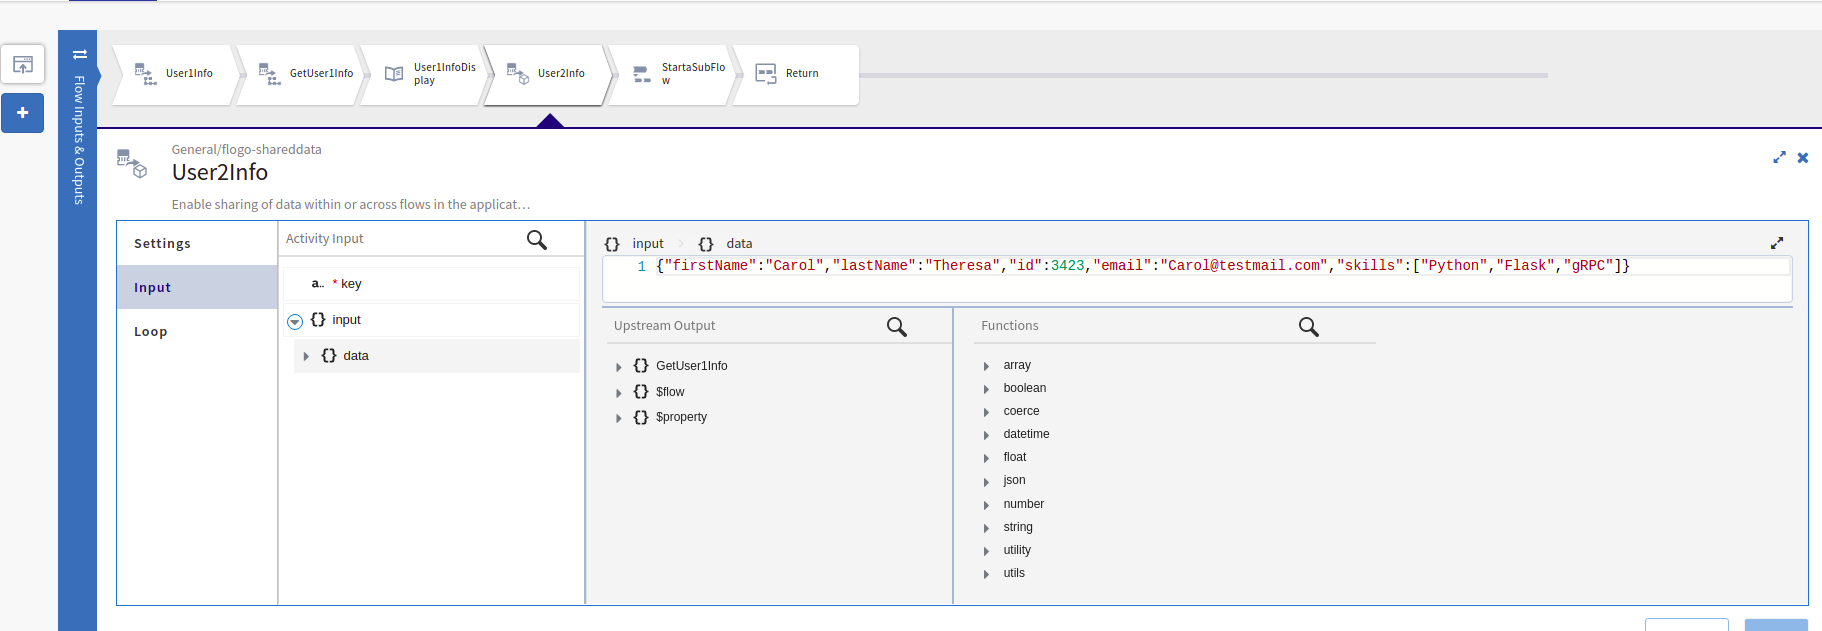 Flow Inputs & Outputs
User1Info
GetUser1Info
User1InfoDis
play
User2Info
StartaSubFlo
w
Return
General/flogo-shareddata
User2Info
Enable sharing of data within or across flows in the applicat…
Settings
Input
Loop
Activity Input
a.. * key
{} input
{} data
{} input {} data
1 {"firstName":"Carol","lastName":"Theresa","id":3423,"email":"Carol@testmail.com","skills":["Python","Flask","gRPC"]}
Upstream Output
{} GetUser1Info
{} $flow
{} $property
Functions
array
boolean
coerce
datetime
float
json
number
string
utility
utils